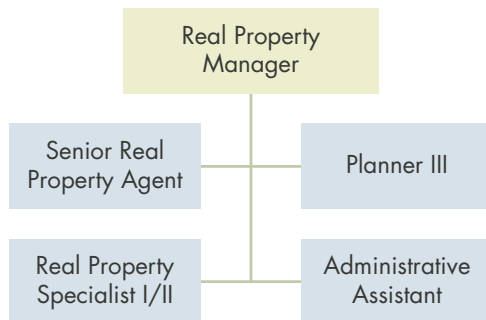 Real Property
Manager
Senior Real
Property Agent
Planner III
Real Property
Specialist I/II
Administrative
Assistant